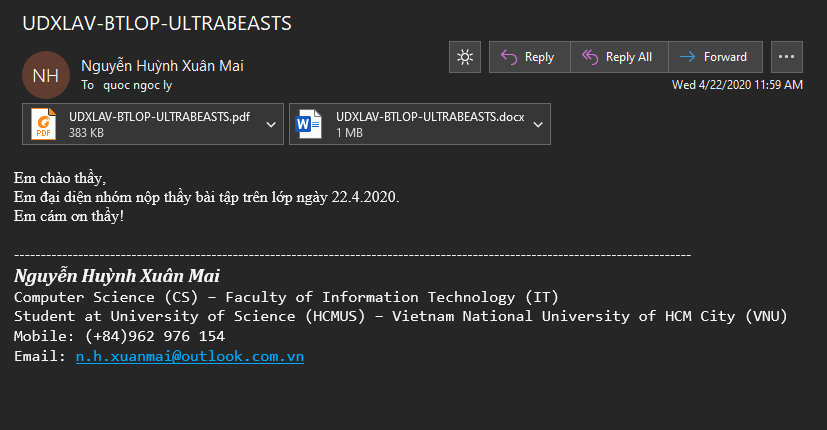 UDXLAV-BTLOP-ULTRABEASTS
NH
Nguyễn Huỳnh Xuân Mai
To quoc ngoc ly
Reply
Reply All
Forward
...
Wed 4/22/2020 11:59 AM
PDF
UDXLAV-BTLOP-ULTRABEASTS.pdf
383 KB
W
UDXLAV-BTLOP-ULTRABEASTS.docx
1 MB
Em chào thầy,
Em đại diện nhóm nộp thầy bài tập trên lớp ngày 22.4.2020.
Em cám ơn thầy!
--------------------------------------------------------------------------------------------------------------------------------
Nguyễn Huỳnh Xuân Mai
Computer Science (CS) – Faculty of Information Technology (IT)
Student at University of Science (HCMUS) – Vietnam National University of HCM City (VNU)
Mobile: (+84)962 976 154
Email: n.h.xuanmai@outlook.com.vn